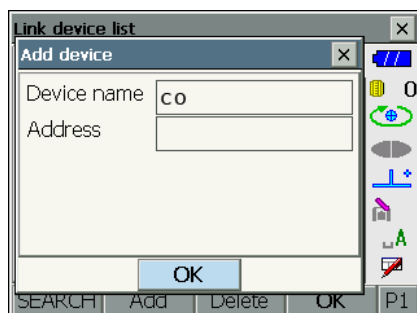 Link device list
Add device
Device name co
Address
0
A
OK
SEARCH Add Delete OK P1